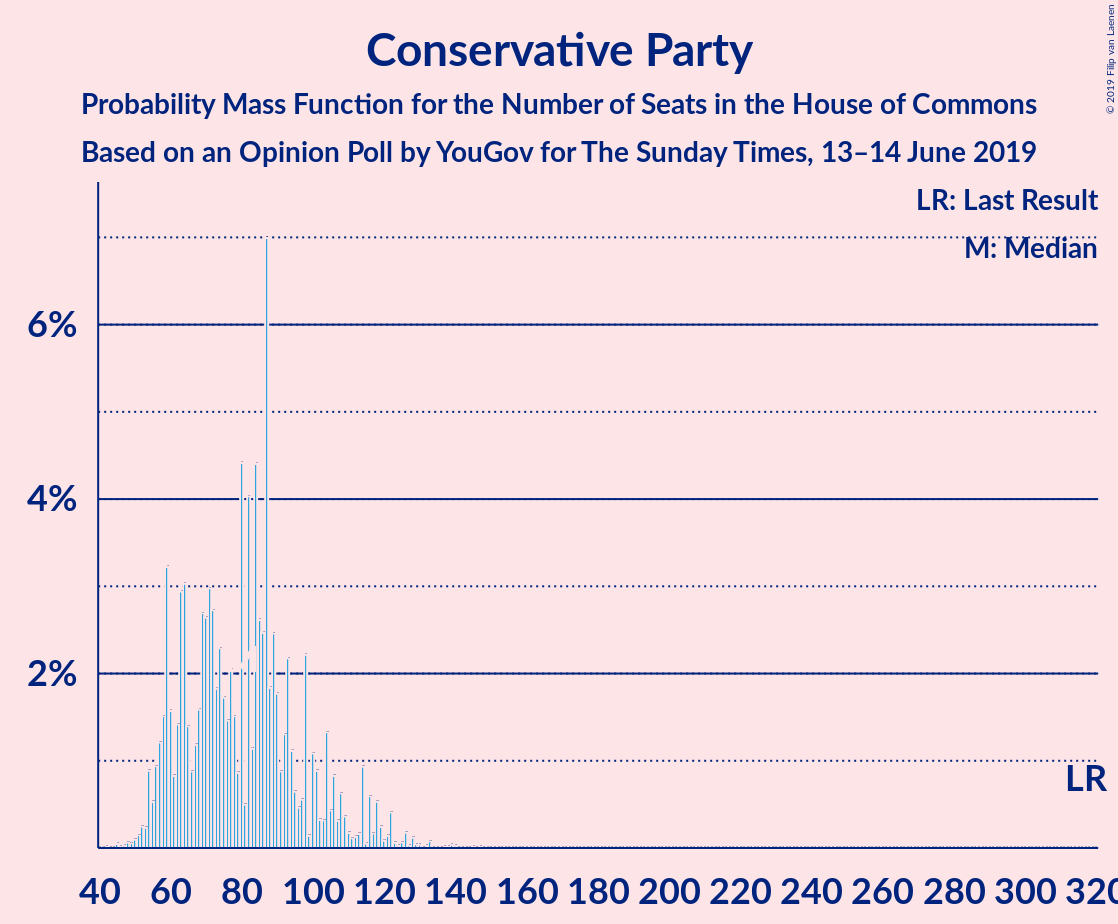 Conservative Party
Probability Mass Function for the Number of Seats in the House of Commons
Based on an Opinion Poll by YouGov for The Sunday Times, 13–14 June 2019
© 2019 Filip van Laenen
LR: Last Result
M: Median
6%
4%
2%
LR
40 60 80 100 120 140 160 180 200 220 240 260 280 300 320